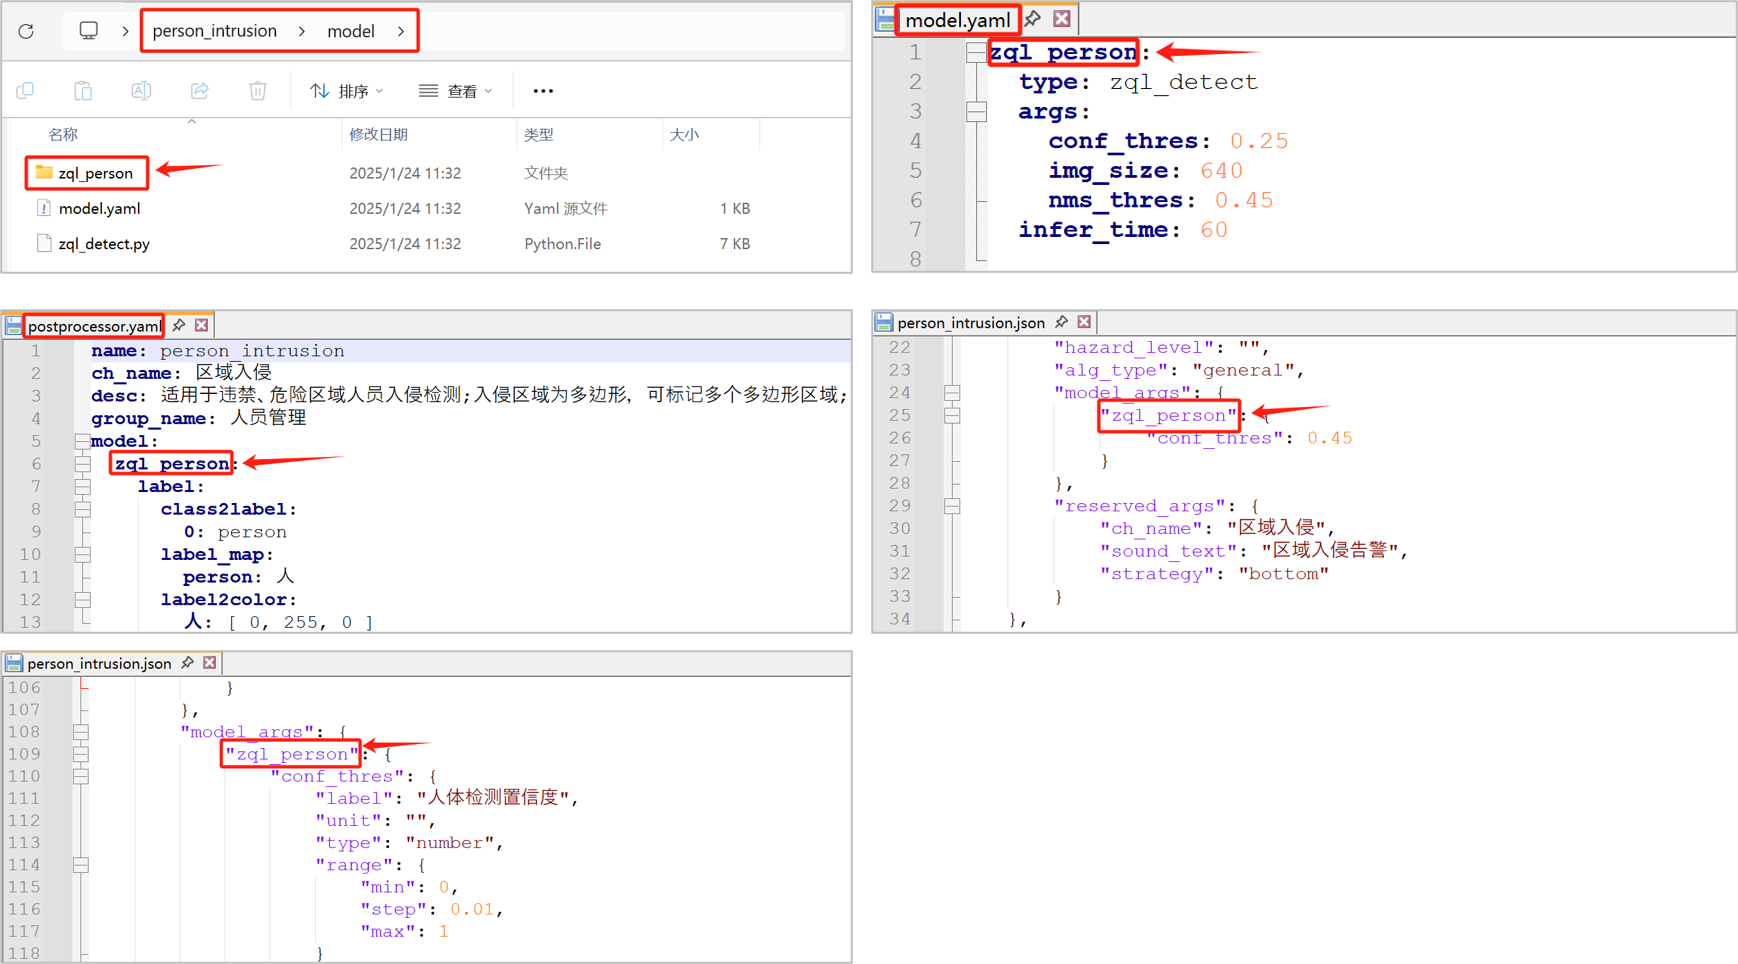 person_intrusion > model >
排序 查看 ...
名称 修改日期 类型 大小
zql_person 2025/1/24 11:32 文件夹
model.yaml 2025/1/24 11:32 Yaml 源文件 1 KB
zql_detect.py 2025/1/24 11:32 Python.File 7 KB
model.yaml
1 zql_person:
2 type: zql_detect
3 args:
4 conf_thres: 0.25
5 img_size: 640
6 nms_thres: 0.45
7 infer_time: 60
8
postprocessor.yaml
1 name: person_intrusion
2 ch_name: 区域入侵
3 desc: 适用于违禁、危险区域人员入侵检测;入侵区域为多边形, 可标记多个多边形区域;
4 group_name: 人员管理
5 model:
6 zql_person:
7 label:
8 class2label:
9 0: person
10 label_map:
11 person: 人
12 label2color:
13 人: [ 0, 255, 0 ]
person_intrusion.json
22 "hazard_level": "",
23 "alg_type": "general",
24 "model_args": {
25 "zql_person": {
26 "conf_thres": 0.45
27 }
28 },
29 "reserved_args": {
30 "ch_name": "区域入侵",
31 "sound_text": "区域入侵告警",
32 "strategy": "bottom"
33 }
34 },
person_intrusion.json
106 }
107 },
108 "model_args": {
109 "zql_person": {
110 "conf_thres": {
111 "label": "人体检测置信度",
112 "unit": "",
113 "type": "number",
114 "range": {
115 "min": 0,
116 "step": 0.01,
117 "max": 1
118 }